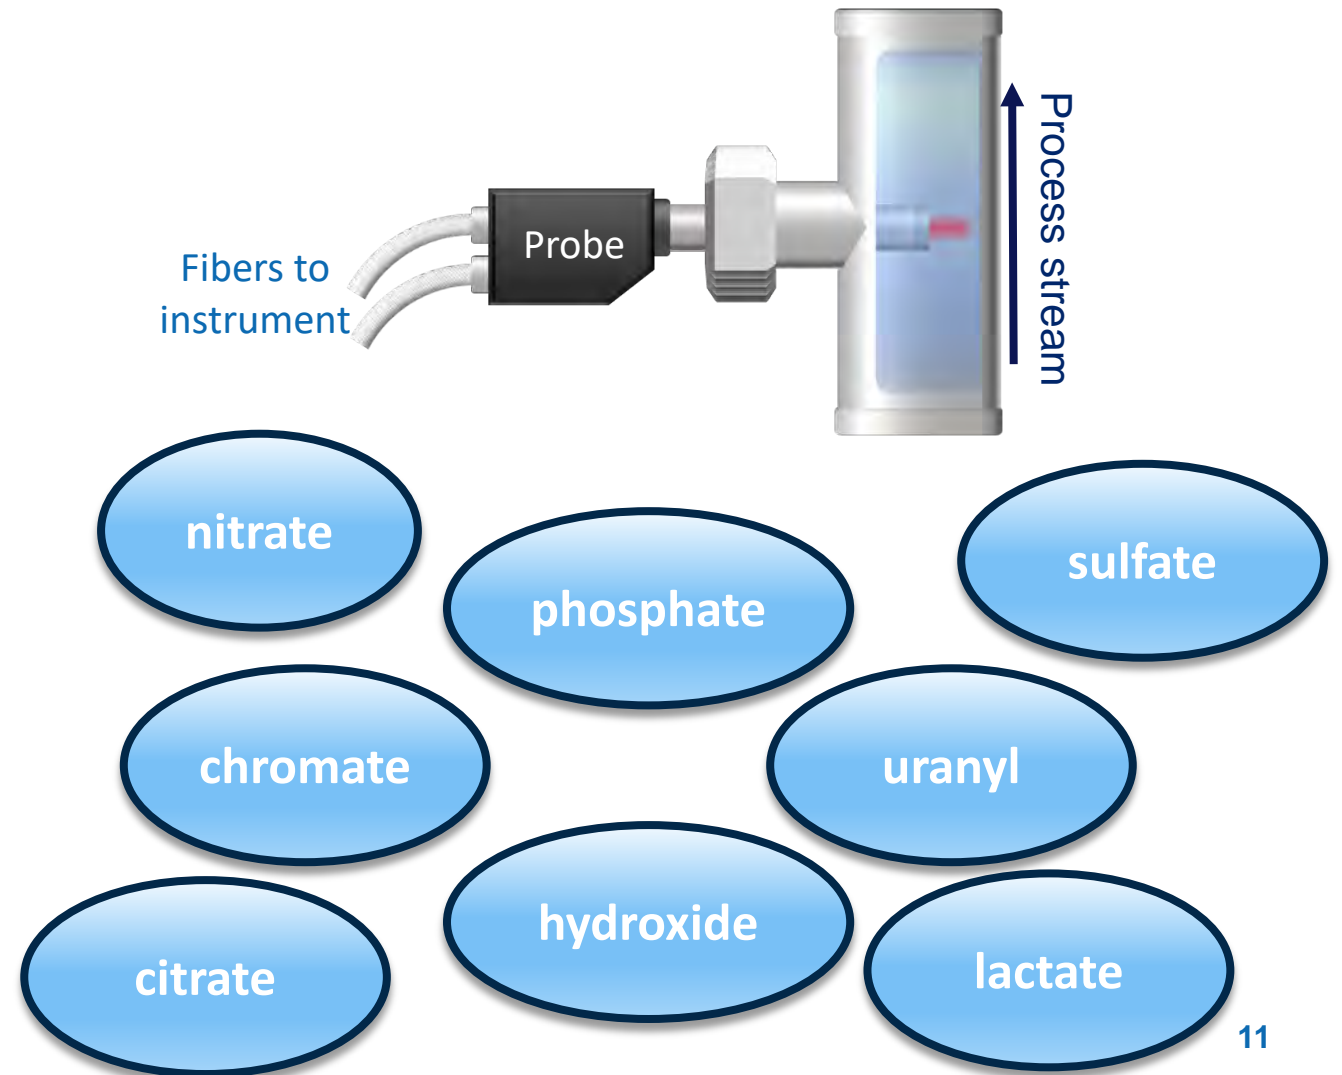 Process stream
Probe
Fibers to
instrument
nitrate
sulfate
phosphate
chromate
uranyl
hydroxide
citrate
lactate
11